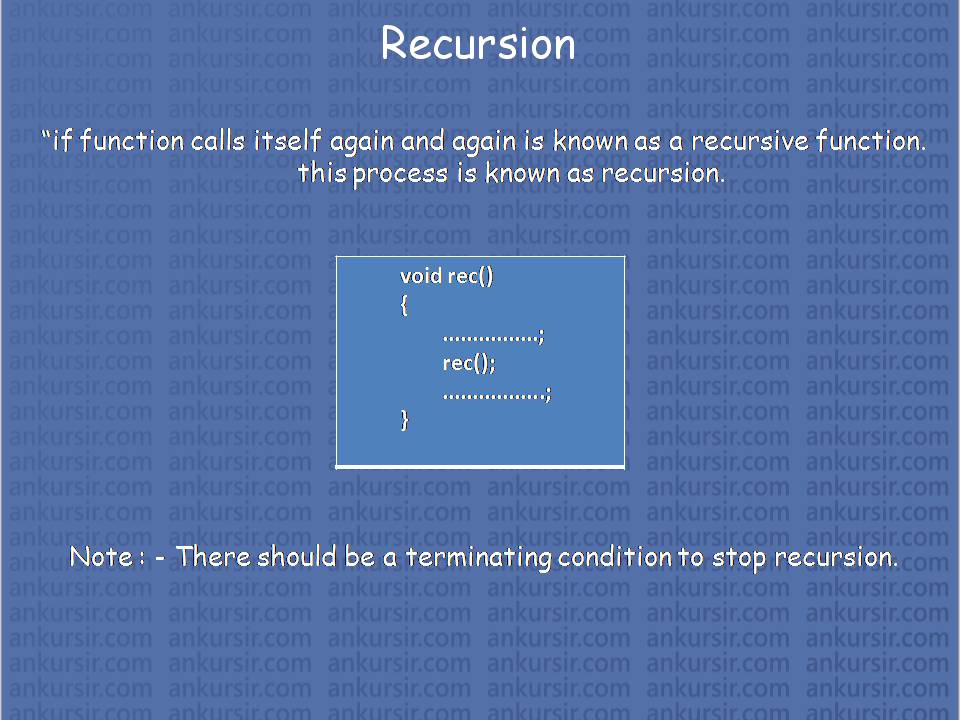 Recursion
“if function calls itself again and again is known as a recursive function.
this process is known as recursion.
void rec()
{
................;
rec();
.................;
}
Note : - There should be a terminating condition to stop recursion.
ankursir.com